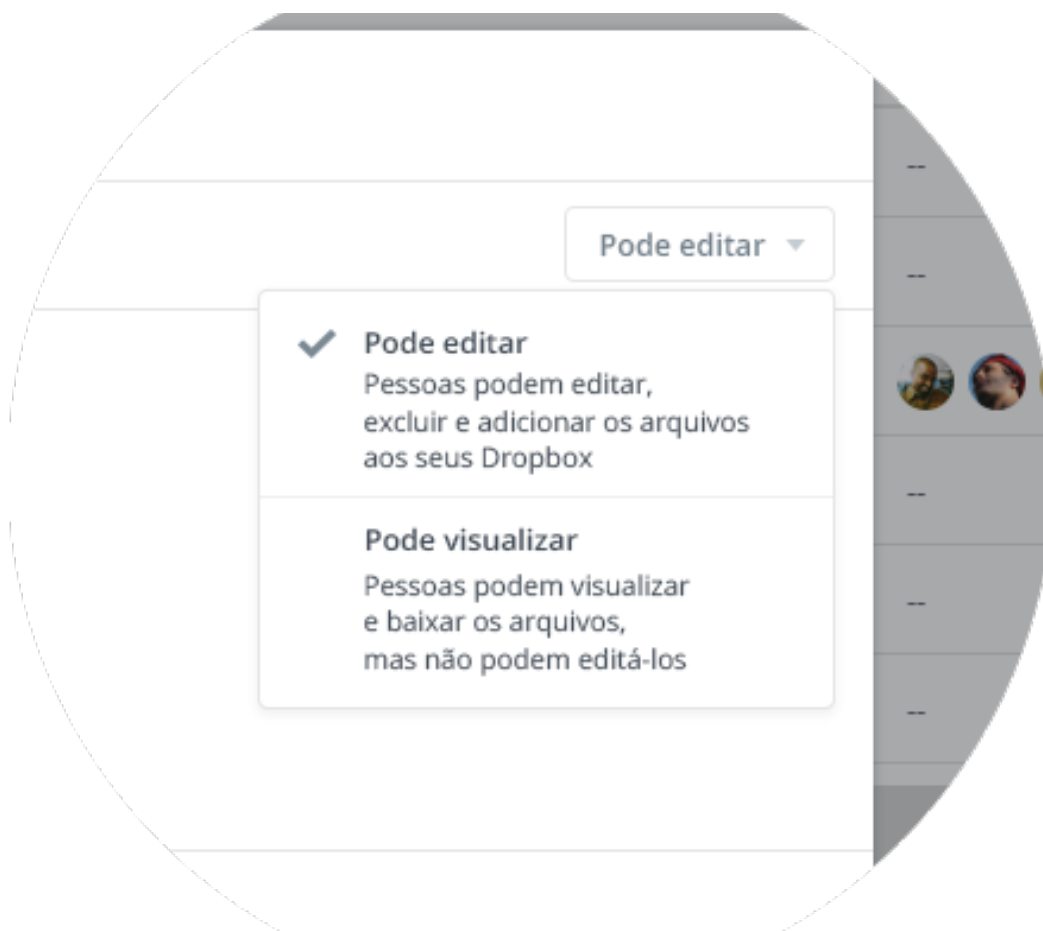 --
Pode editar
--
Pode editar
Pessoas podem editar,
excluir e adicionar os arquivos
aos seus Dropbox
--
Pode visualizar
Pessoas podem visualizar
e baixar os arquivos,
mas não podem editá-los
--
--